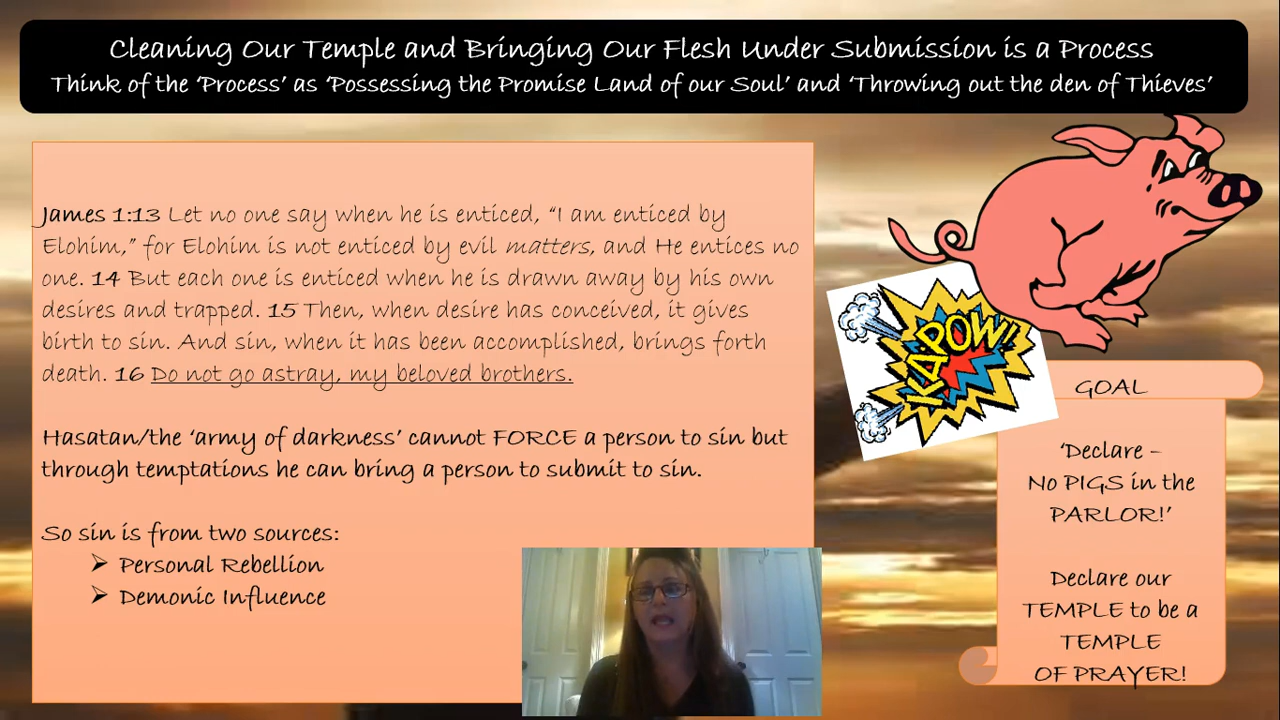 Cleaning Our Temple and Bringing Our Flesh Under Submission is a Process
Think of the ‘Process’ as ‘Possessing the Promise Land of our Soul’ and ‘Throwing out the den of Thieves’
James 1:13 Let no one say when he is enticed, “I am enticed by
Elohim,” for Elohim is not enticed by evil matters, and He entices no
one. 14 But each one is enticed when he is drawn away by his own
desires and trapped. 15 Then, when desire has conceived, it gives
birth to sin. And sin, when it has been accomplished, brings forth
death. 16 Do not go astray, my beloved brothers.
Hasatan/the ‘army of darkness’ cannot FORCE a person to sin but
through temptations he can bring a person to submit to sin.
So sin is from two sources:
➢ Personal Rebellion
➢ Demonic Influence
KAPOW!
GOAL
‘Declare –
No PIGS in the
PARLOR!’
Declare our
TEMPLE to be a
TEMPLE
OF PRAYER!